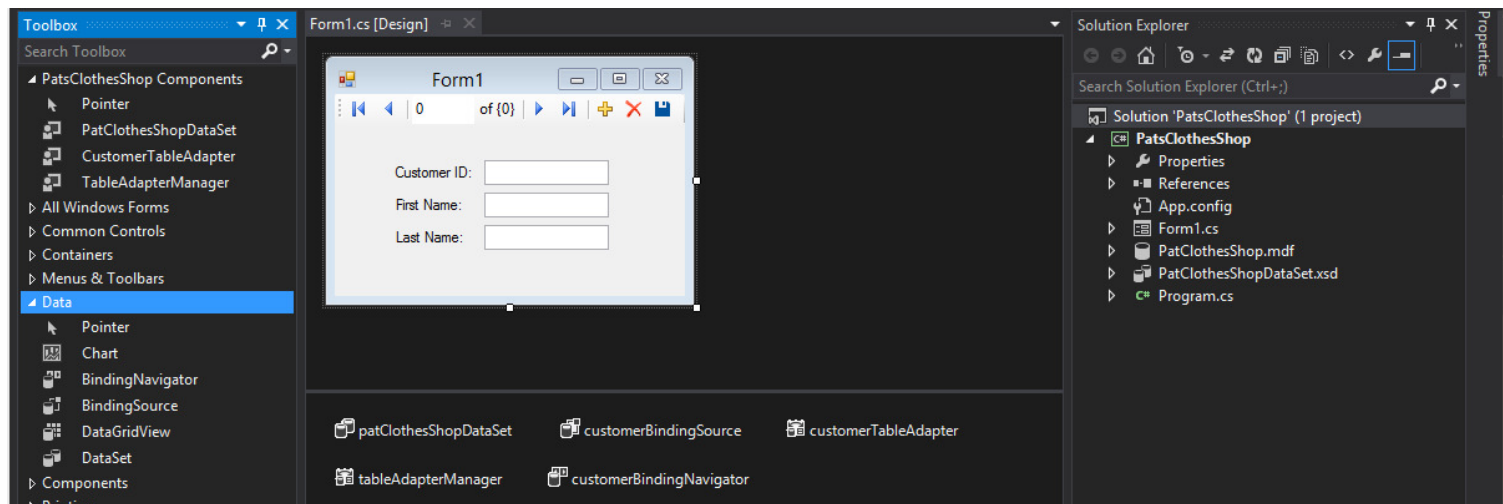 Toolbox
Search Toolbox
PatsClothesShop Components
Pointer
PatClothesShopDataSet
CustomerTableAdapter
TableAdapterManager
All Windows Forms
Common Controls
Containers
Menus & Toolbars
Data
Pointer
Chart
BindingNavigator
BindingSource
DataGridView
DataSet
Components
Form1.cs [Design]
Form1
0 of {0}
Customer ID:
First Name:
Last Name:
patClothesShopDataSet customerBindingSource customerTableAdapter
tableAdapterManager customerBindingNavigator
Solution Explorer
Search Solution Explorer (Ctrl+;)
Solution 'PatsClothesShop' (1 project)
C# PatsClothesShop
Properties
References
App.config
Form1.cs
PatClothesShop.mdf
PatClothesShopDataSet.xsd
C# Program.cs
Properties